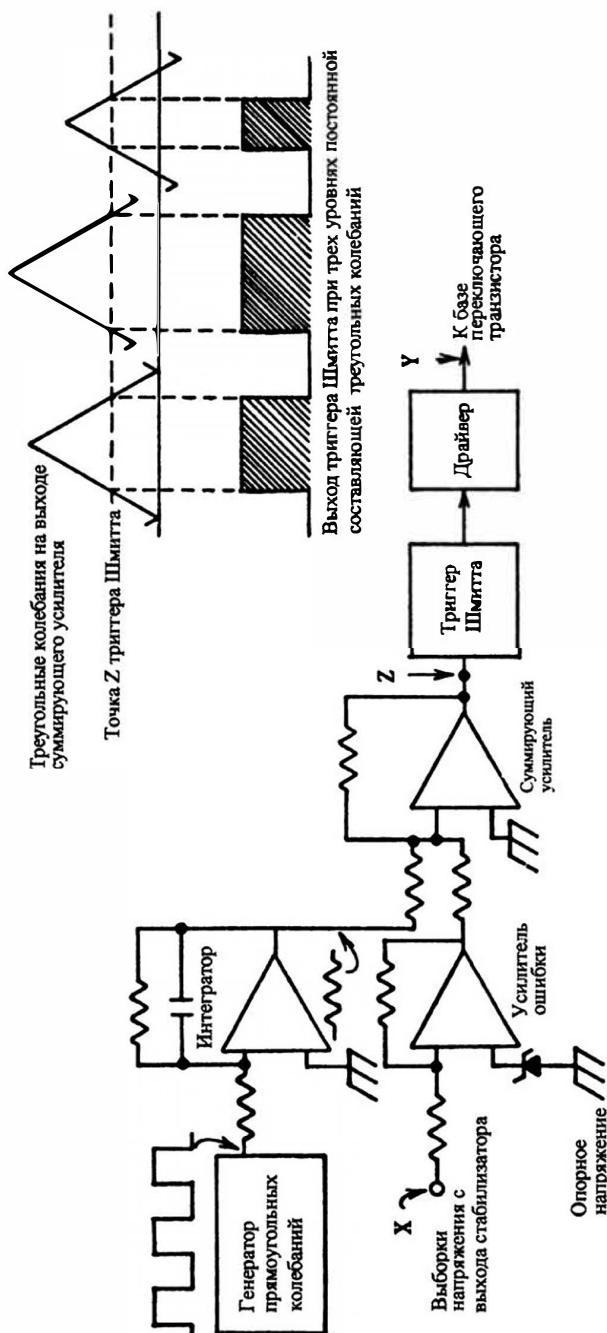 Треугольные колебания на выходе
суммирующего усилителя
Точка Z триггера Шмитта
Выход триггера Шмитта при трех уровнях постоянной
составляющей треугольных колебаний
Генератор
прямоугольных
колебаний
Интегратор
X
Выборки
напряжения с
выхода стабилизатора
Опорное
напряжение
Усилитель
ошибки
Суммирующий
усилитель
Z
Триггер
Шмитта
Драйвер
Y
К базе
переключающего
транзистора